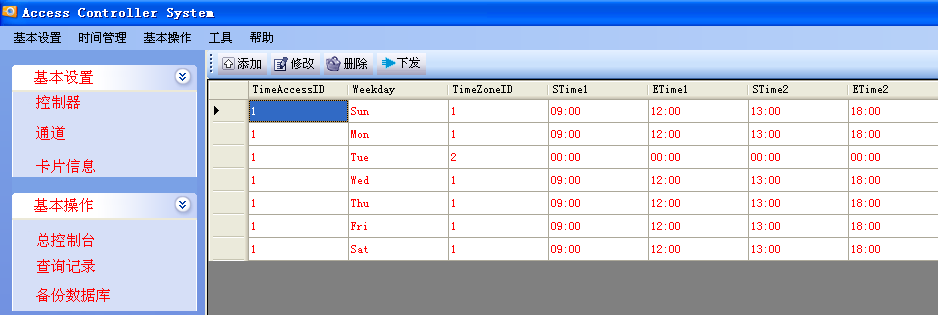 Access Controller System
基本设置 时间管理 基本操作 工具 帮助
添加 修改 删除 下发
基本设置
控制器
通道
卡片信息
基本操作
总控制台
查询记录
备份数据库
TimeAccessID Weekday TimeZoneID STime1 ETime1 STime2 ETime2
1 Sun 1 09:00 12:00 13:00 18:00
1 Mon 1 09:00 12:00 13:00 18:00
1 Tue 2 00:00 00:00 00:00 00:00
1 Wed 1 09:00 12:00 13:00 18:00
1 Thu 1 09:00 12:00 13:00 18:00
1 Fri 1 09:00 12:00 13:00 18:00
1 Sat 1 09:00 12:00 13:00 18:00